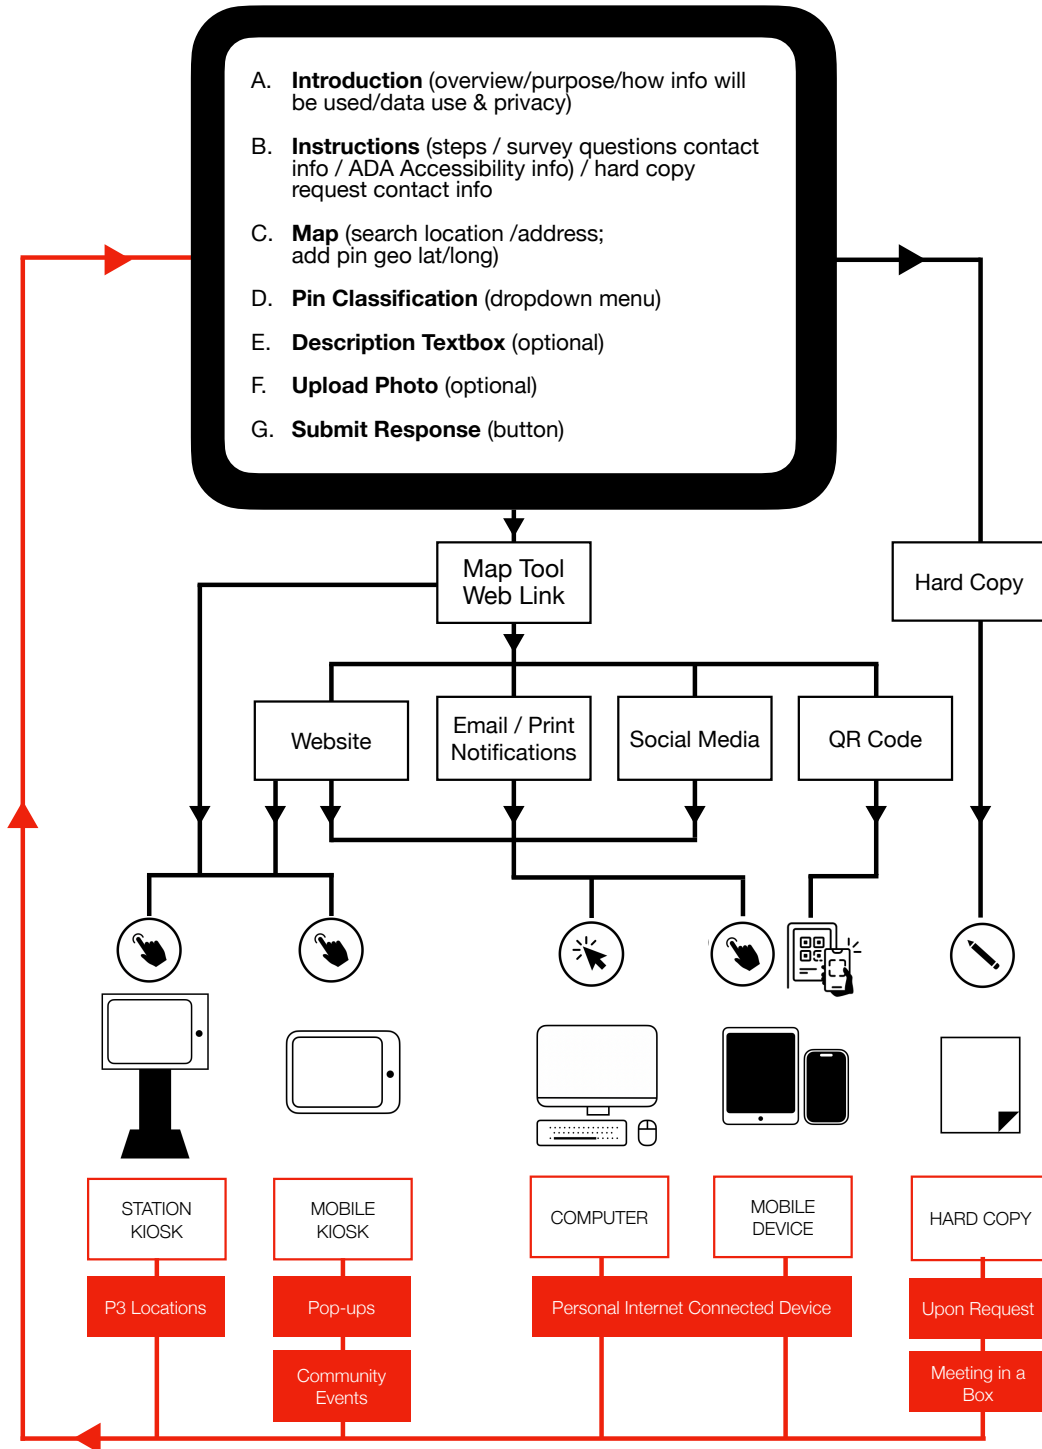 A. Introduction (overview/purpose/how info will
be used/data use & privacy)
B. Instructions (steps / survey questions contact
info / ADA Accessibility info) / hard copy
request contact info
C. Map (search location /address;
add pin geo lat/long)
D. Pin Classification (dropdown menu)
E. Description Textbox (optional)
F. Upload Photo (optional)
G. Submit Response (button)
Map Tool
Web Link
Hard Copy
Website
Email / Print
Notifications
Social Media
QR Code
STATION
KIOSK
MOBILE
KIOSK
COMPUTER
MOBILE
DEVICE
HARD COPY
P3 Locations
Pop-ups
Personal Internet Connected Device
Upon Request
Community
Events
Meeting in a
Box